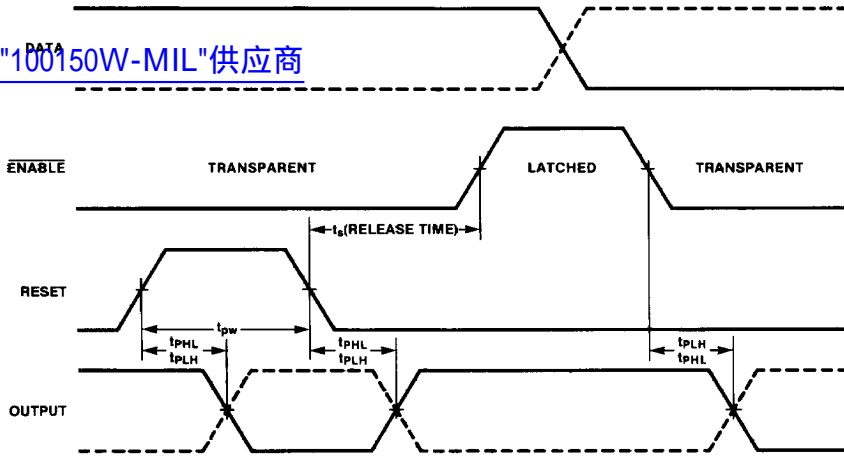 DATA
"100150W-MIL"供应商
ENABLE
TRANSPARENT
LATCHED
TRANSPARENT
ts(RELEASE TIME)
RESET
tpw
tPHL
tPLH
tPHL
tPLH
tPLH
tPHL
OUTPUT